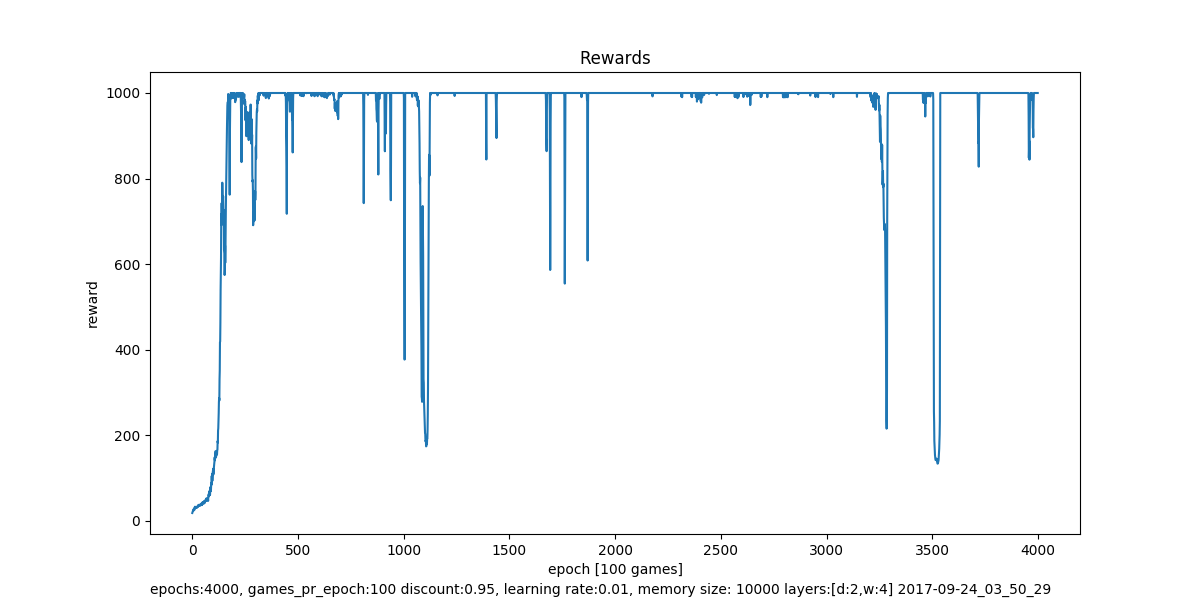 Rewards
1000
800
600
400
200
0
reward
0 500 1000 1500 2000 2500 3000 3500 4000
epoch [100 games]
epochs:4000, games_pr_epoch:100 discount:0.95, learning rate:0.01, memory size: 10000 layers:[d:2,w:4] 2017-09-24_03_50_29